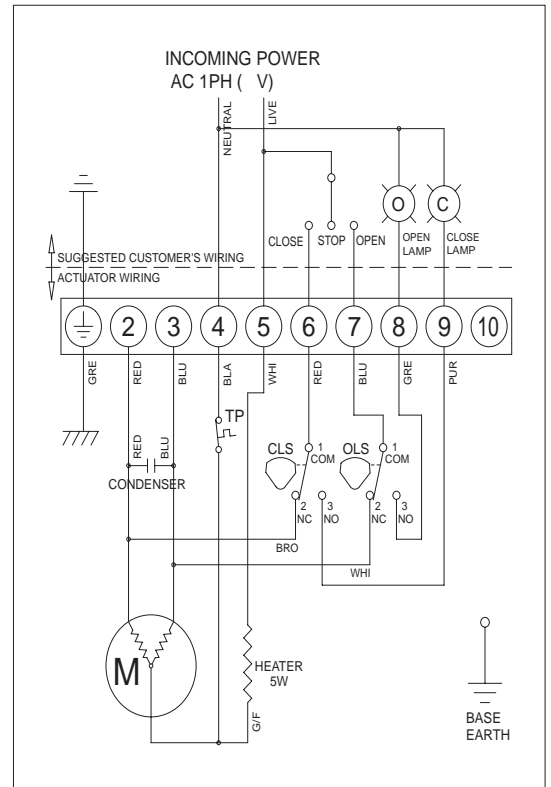 INCOMING POWER
AC 1PH ( V)
NEUTRAL
LIVE
O
C
CLOSE STOP OPEN
OPEN LAMP
CLOSE LAMP
SUGGESTED CUSTOMER'S WIRING
ACTUATOR WIRING
2 3 4 5 6 7 8 9 10
GRE RED BLU BLA WHI RED BLU GRE PUR
TP
RED BLU
CONDENSER
CLS
1
COM
OLS
1
COM
2
NC
3
NO
2
NC
3
NO
BRO
WHI
M
HEATER
5W
G/F
BASE
EARTH